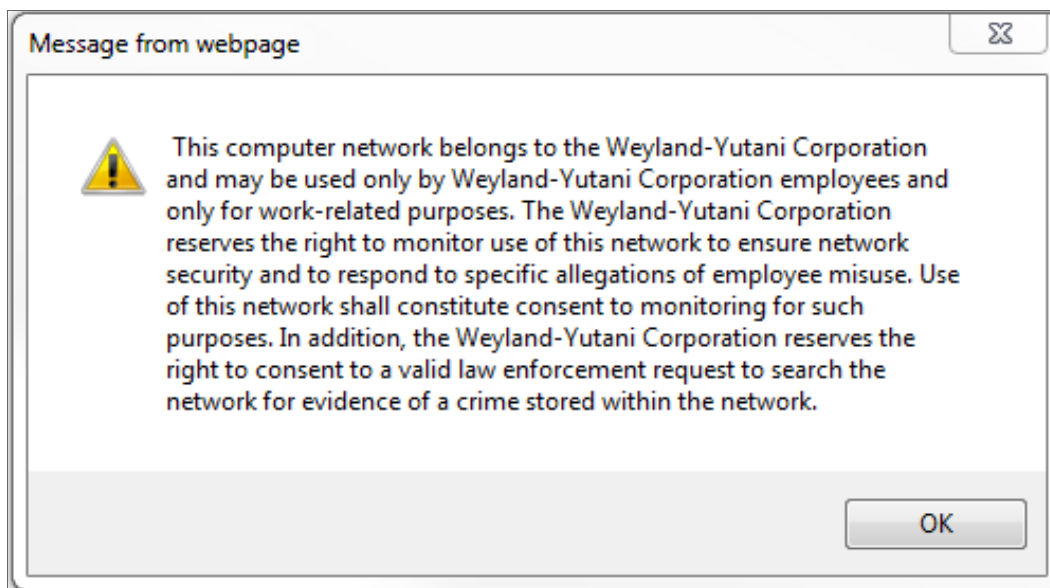 Message from webpage
This computer network belongs to the Weyland-Yutani Corporation
and may be used only by Weyland-Yutani Corporation employees and
only for work-related purposes. The Weyland-Yutani Corporation
reserves the right to monitor use of this network to ensure network
security and to respond to specific allegations of employee misuse. Use
of this network shall constitute consent to monitoring for such
purposes. In addition, the Weyland-Yutani Corporation reserves the
right to consent to a valid law enforcement request to search the
network for evidence of a crime stored within the network.
OK